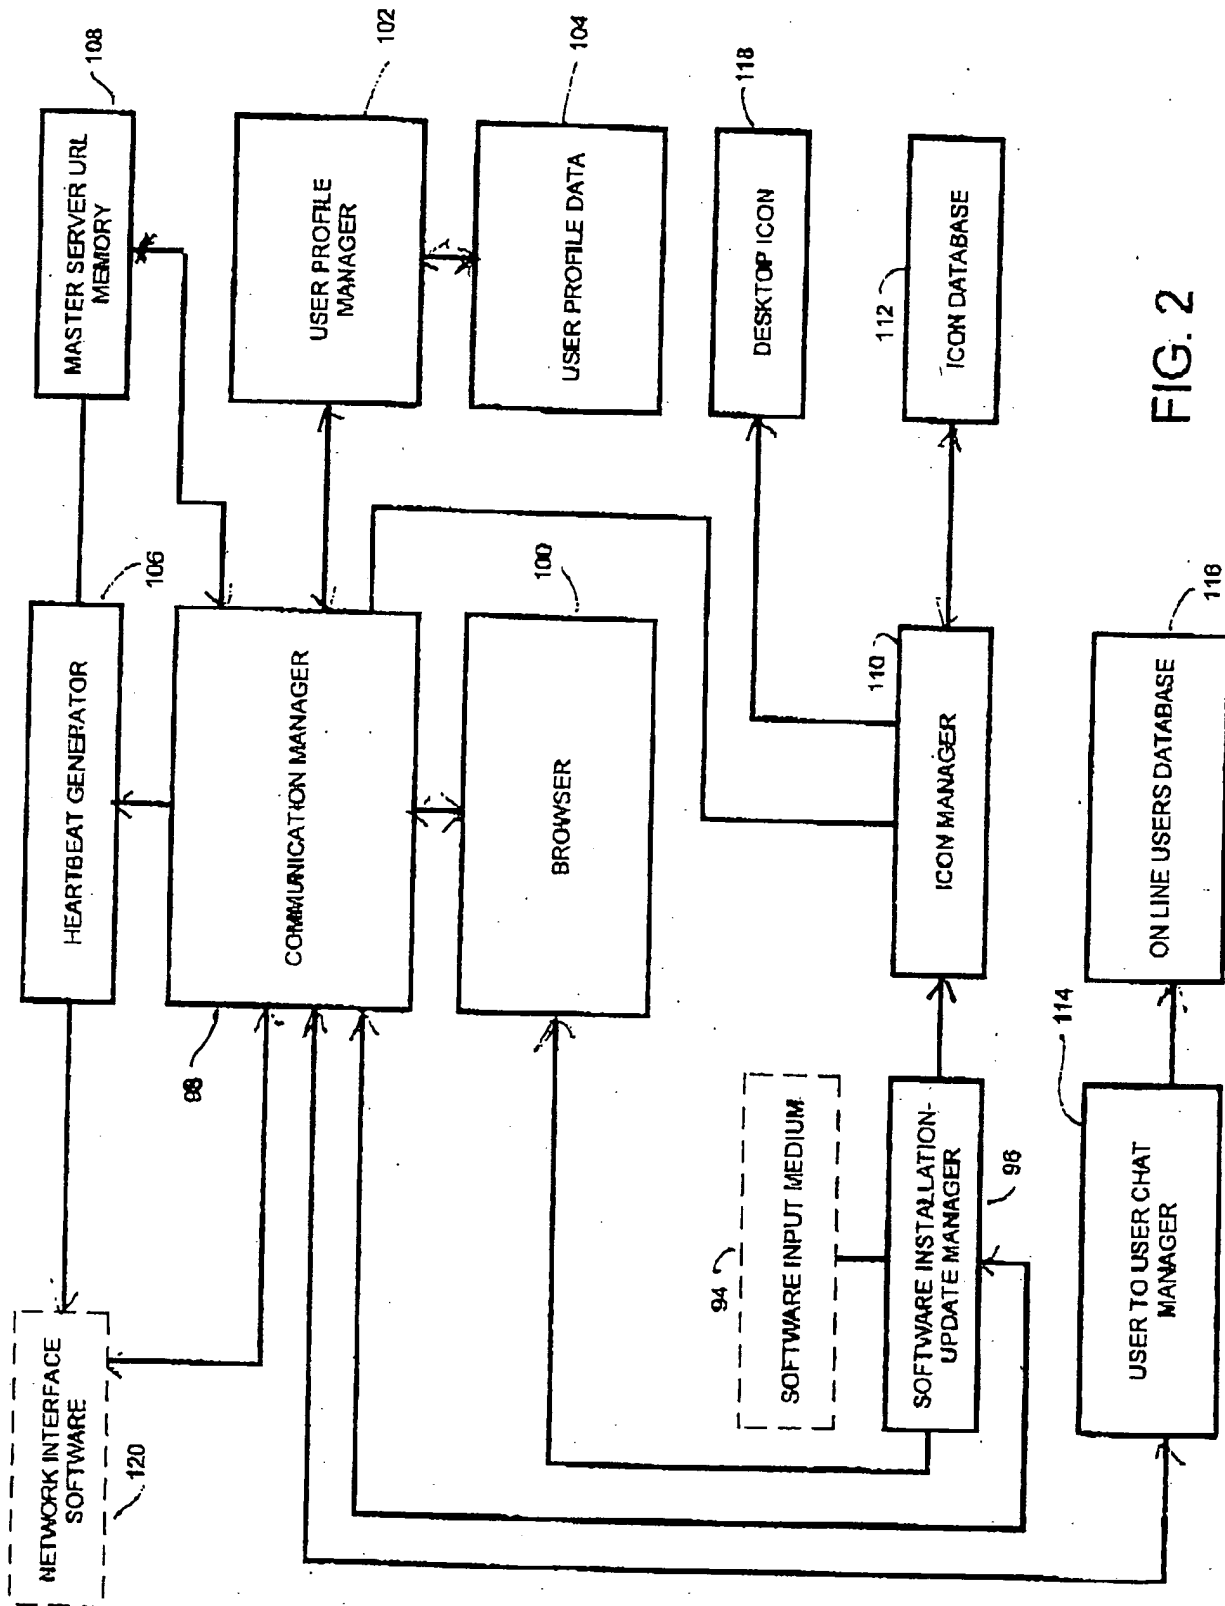 NETWORK INTERFACE
SOFTWARE
120
HEARTBEAT GENERATOR
106
MASTER SERVER URL
MEMORY
108
COMMUNICATION MANAGER
98
USER PROFILE
MANAGER
102
BROWSER
100
USER PROFILE DATA
104
SOFTWARE INPUT MEDIUM
94
DESKTOP ICON
118
SOFTWARE INSTALLATION-
UPDATE MANAGER
96
ICON MANAGER
110
ICON DATABASE
112
USER TO USER CHAT
MANAGER
114
ON LINE USERS DATABASE
116
FIG. 2